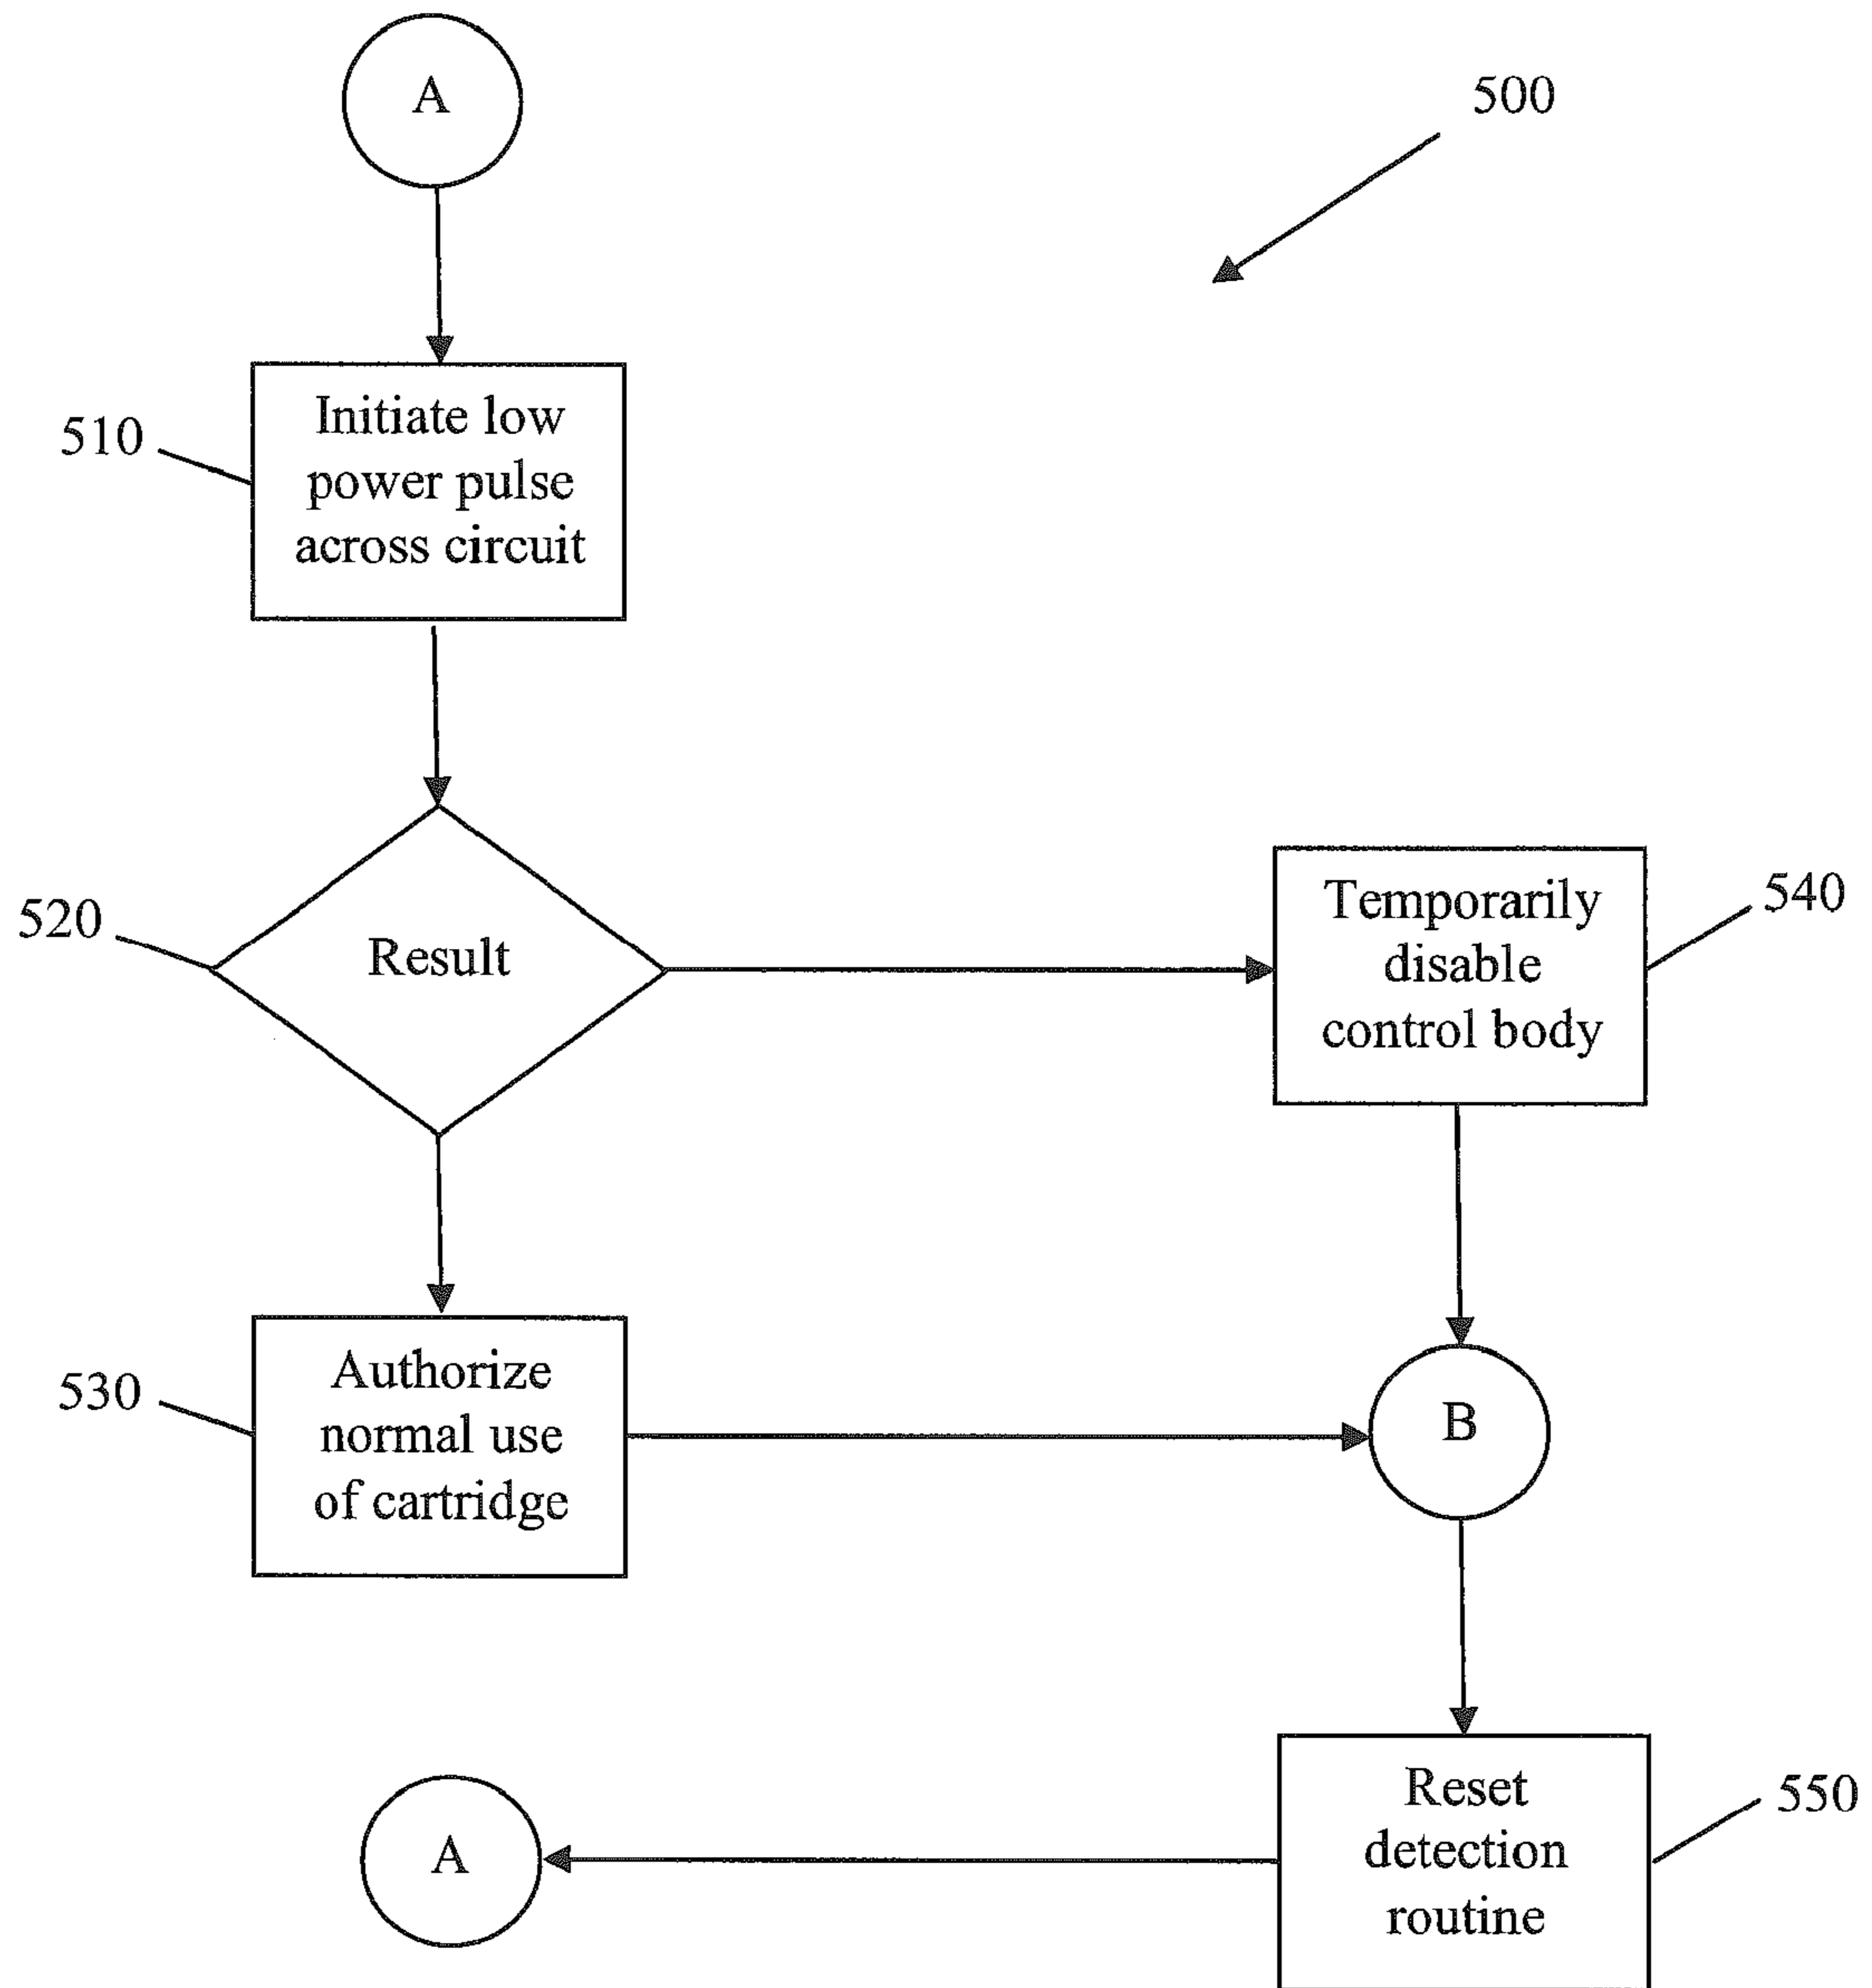 A
500
510
Initiate low
power pulse
across circuit
520
Result
Temporarily
disable
control body
540
530
Authorize
normal use
of cartridge
B
A
Reset
detection
routine
550